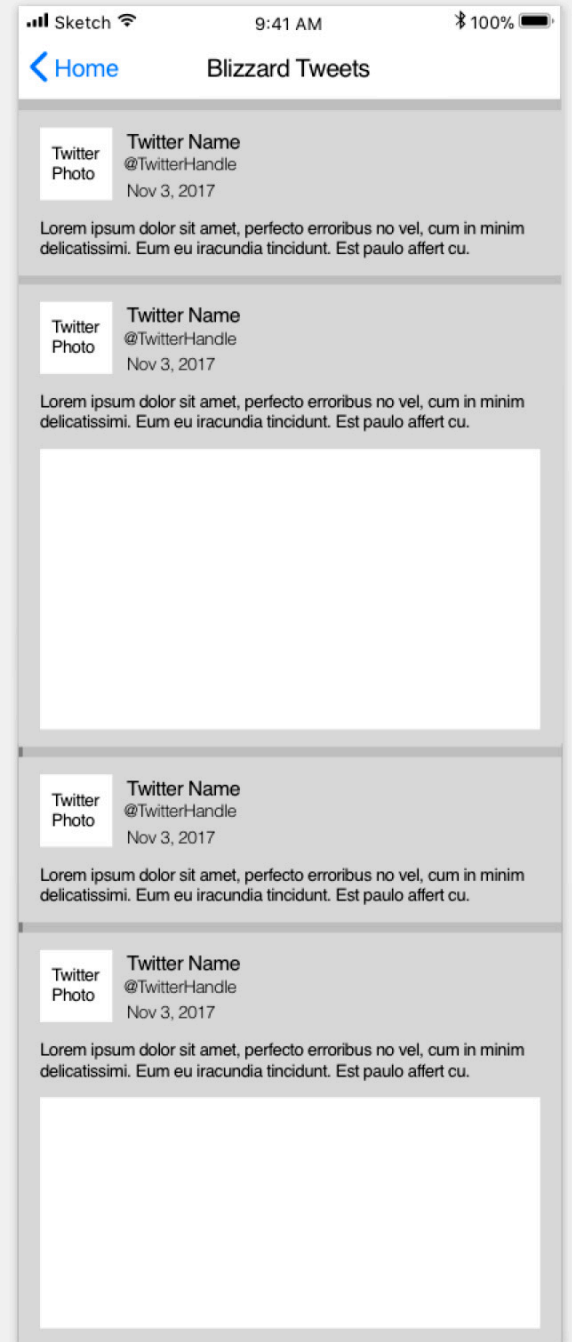 Sketch
9:41 AM
100%
Home
Blizzard Tweets
Twitter
Photo
Twitter Name
@TwitterHandle
Nov 3, 2017
Lorem ipsum dolor sit amet, perfecto erroribus no vel, cum in minim
delicatissimi. Eum eu iracundia tincidunt. Est paulo affert cu.
Twitter
Photo
Twitter Name
@TwitterHandle
Nov 3, 2017
Lorem ipsum dolor sit amet, perfecto erroribus no vel, cum in minim
delicatissimi. Eum eu iracundia tincidunt. Est paulo affert cu.
Twitter
Photo
Twitter Name
@TwitterHandle
Nov 3, 2017
Lorem ipsum dolor sit amet, perfecto erroribus no vel, cum in minim
delicatissimi. Eum eu iracundia tincidunt. Est paulo affert cu.
Twitter
Photo
Twitter Name
@TwitterHandle
Nov 3, 2017
Lorem ipsum dolor sit amet, perfecto erroribus no vel, cum in minim
delicatissimi. Eum eu iracundia tincidunt. Est paulo affert cu.